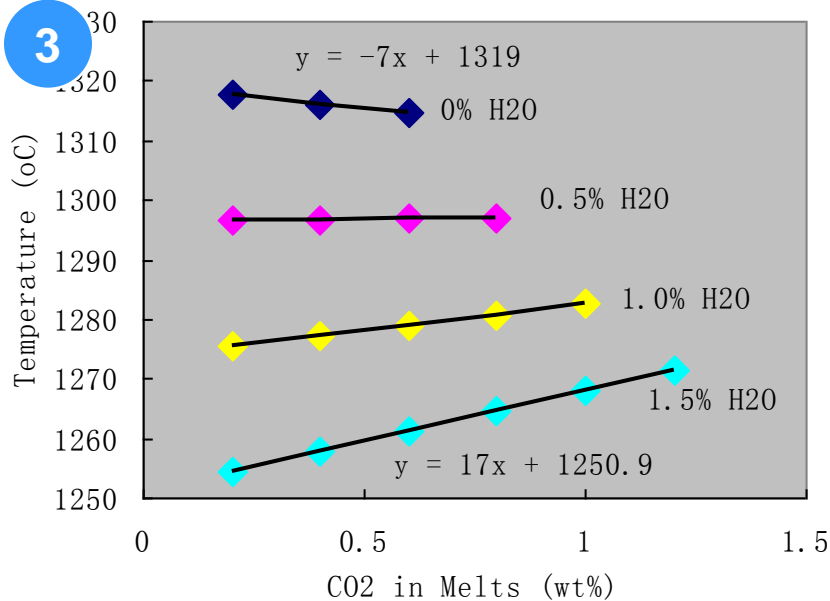 3
30
1320
1310
1300
1290
1280
1270
1260
1250
Temperature (oC)
y = -7x + 1319
0% H2O
0.5% H2O
1.0% H2O
1.5% H2O
y = 17x + 1250.9
0 0.5 1 1.5
CO2 in Melts (wt%)